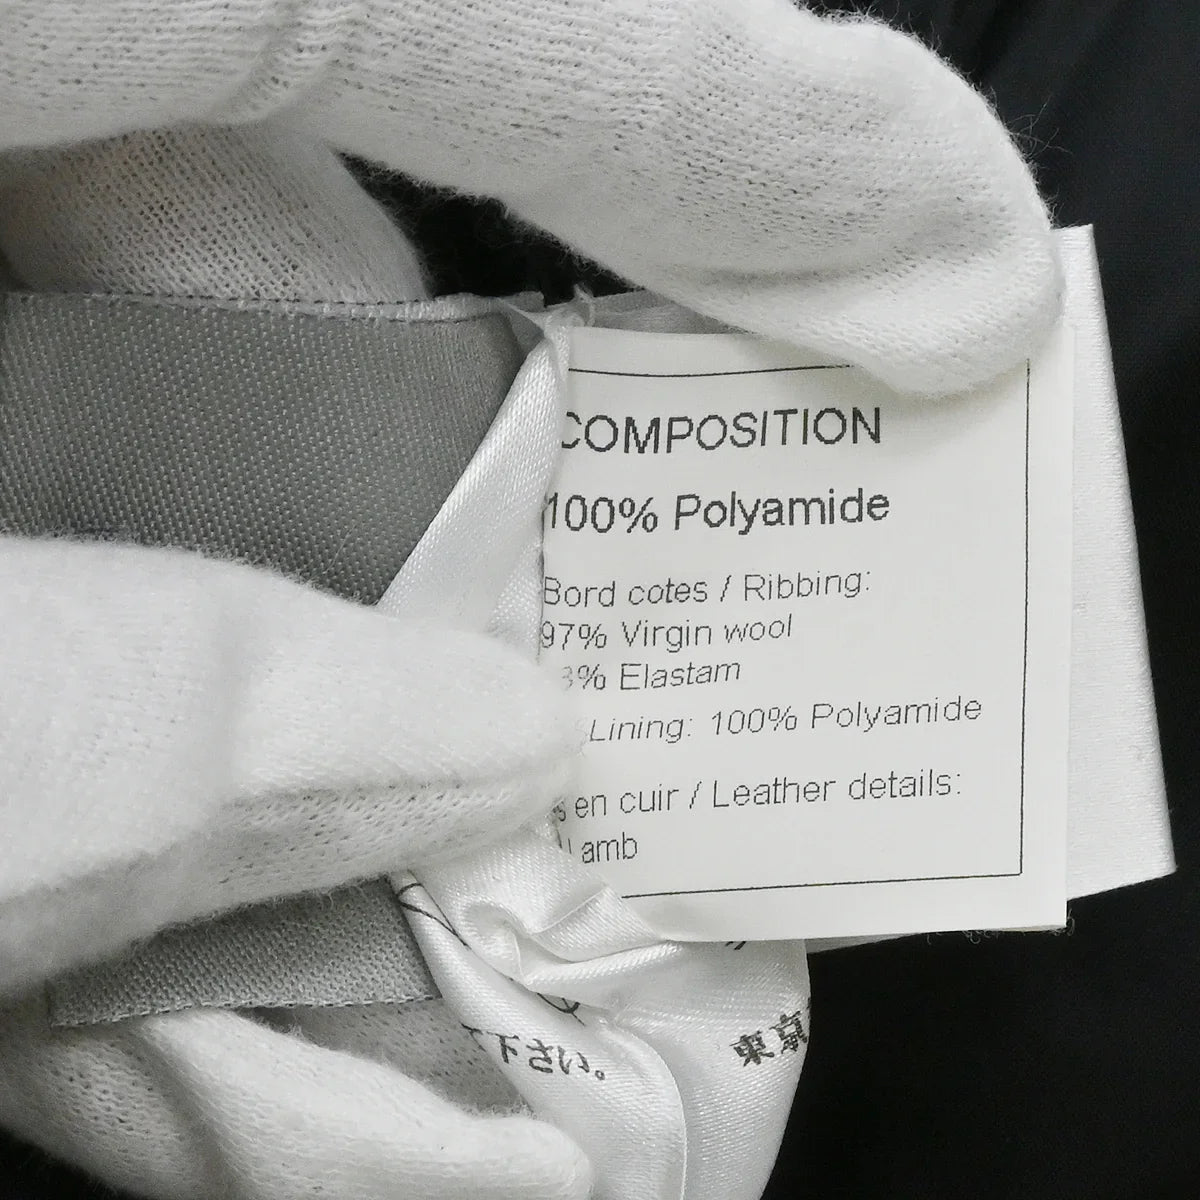 COMPOSITION
100% Polyamide
Bord cotes / Ribbing:
97% Virgin wool
3% Elastam
Lining: 100% Polyamide
en cuir / Leather details:
Lamb
下さい。
東京